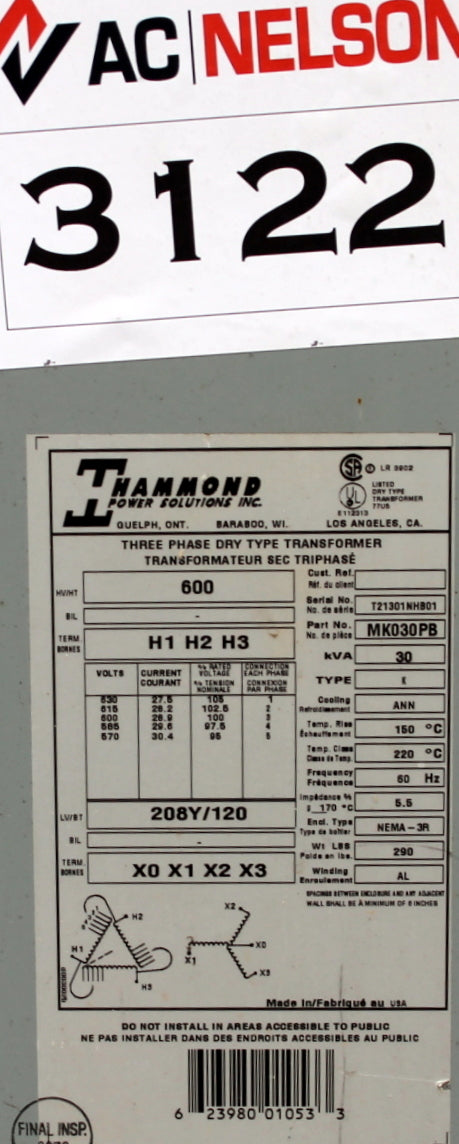 AC|NELSON
3122
HAMMOND
POWER SOLUTIONS INC.
GUELPH, ONT. BARABOO, WI. LOS ANGELES, CA.
LR 3902
LISTED
DRY TYPE
TRANSFORMER
77U5
E112313
THREE PHASE DRY TYPE TRANSFORMER
TRANSFORMATEUR SEC TRIPHASÉ
HV/HT 600
BIL -
TERM. BORNES H1 H2 H3
VOLTS CURRENT COURANT % RATED VOLTAGE % TENSION NOMINALE CONNECTION EACH PHASE CONNEXION PAR PHASE
630 27.5 105 1
615 28.2 102.5 2
600 28.9 100 3
585 29.6 97.5 4
570 30.4 95 5
LV/BT 208Y/120
BIL -
TERM. BORNES X0 X1 X2 X3
Cust. Ref.
Réf. du client
Serial No. T21301NHB01
No. de série
Part No. MK030PB
No. de pièce
kVA 30
TYPE K
Cooling ANN
Refroidissement
Temp. Rise 150 °C
Échauffement
Temp. Class 220 °C
Classe de Temp.
Frequency 60 Hz
Fréquence
Impédance % 5.5
@ 170 °C
Encl. Type NEMA-3R
Type de boîtier
Wt LBS 290
Poids en lbs.
Winding AL
Enroulement
SPACINGS BETWEEN ENCLOSURE AND ANY ADJACENT
WALL SHALL BE A MINIMUM OF 6 INCHES
H1
H2
H3
X2
X0
X1
X3
Made in/Fabriqué au USA
DO NOT INSTALL IN AREAS ACCESSIBLE TO PUBLIC
NE PAS INSTALLER DANS DES ENDROITS ACCESSIBLES AU PUBLIC
6 23980 01053 3
FINAL INSP.